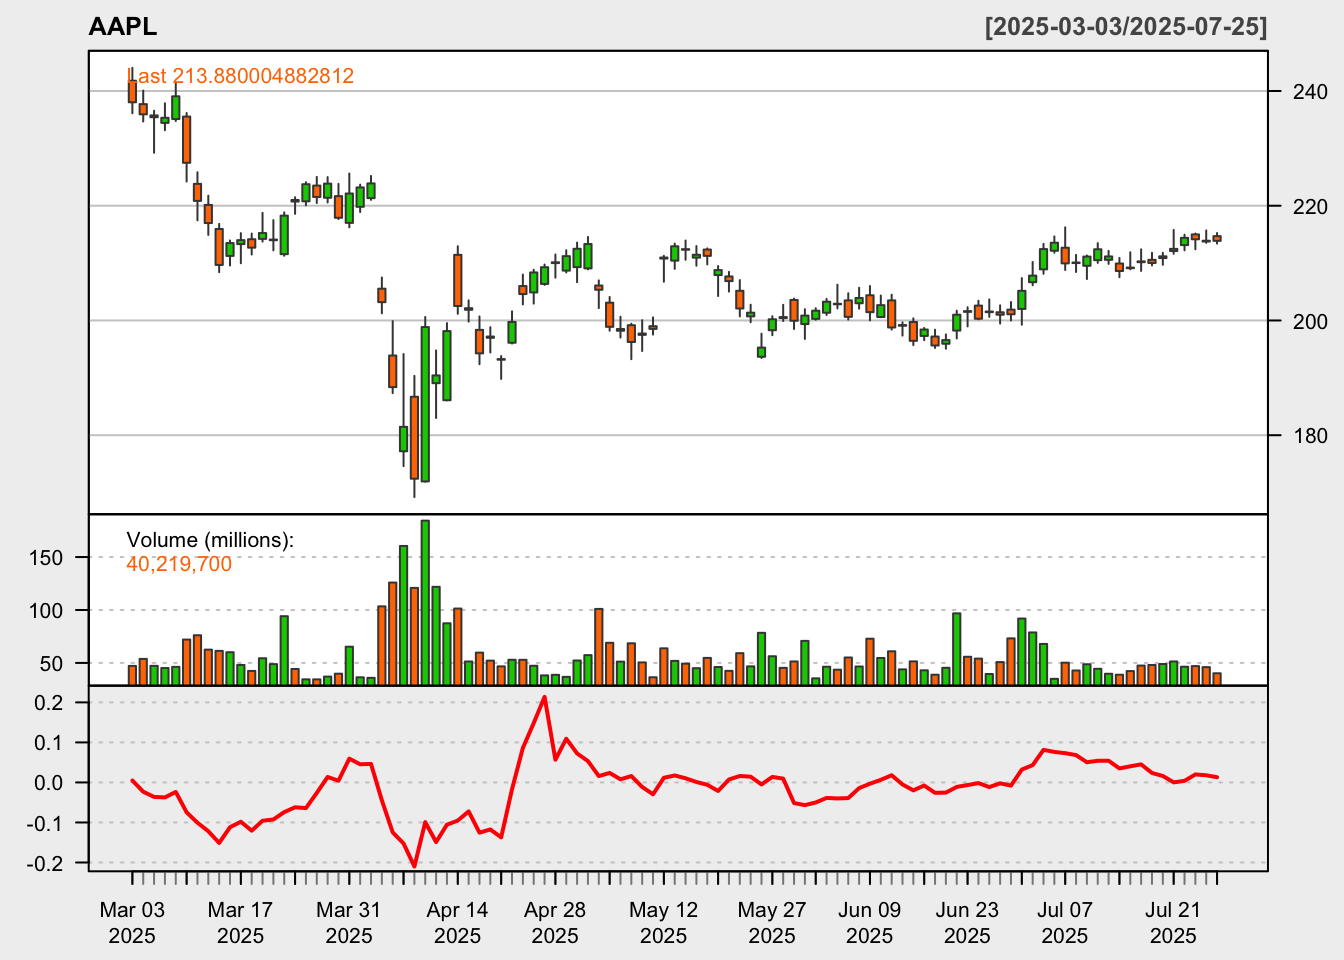 AAPL
[2025-03-03/2025-07-25]
Last 213.880004882812
240
220
200
180
Volume (millions):
40,219,700
150
100
50
0.2
0.1
0.0
-0.1
-0.2
Mar 03
2025
Mar 17
2025
Mar 31
2025
Apr 14
2025
Apr 28
2025
May 12
2025
May 27
2025
Jun 09
2025
Jun 23
2025
Jul 07
2025
Jul 21
2025